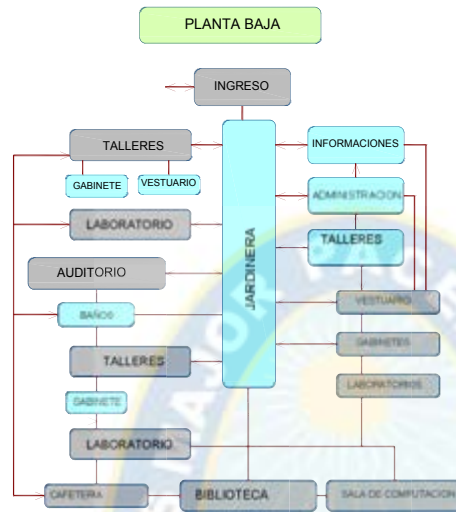 PLANTA BAJA
INGRESO
TALLERES
INFORMACIONES
GABINETE
VESTUARIO
ADMINISTRACION
LABORATORIO
JARDINERA
TALLERES
AUDITORIO
VESTUARIO
BAÑOS
GABINETES
TALLERES
LABORATORIOS
GABINETE
LABORATORIO
CAFETERIA
BIBLIOTECA
SALA DE COMPUTACION